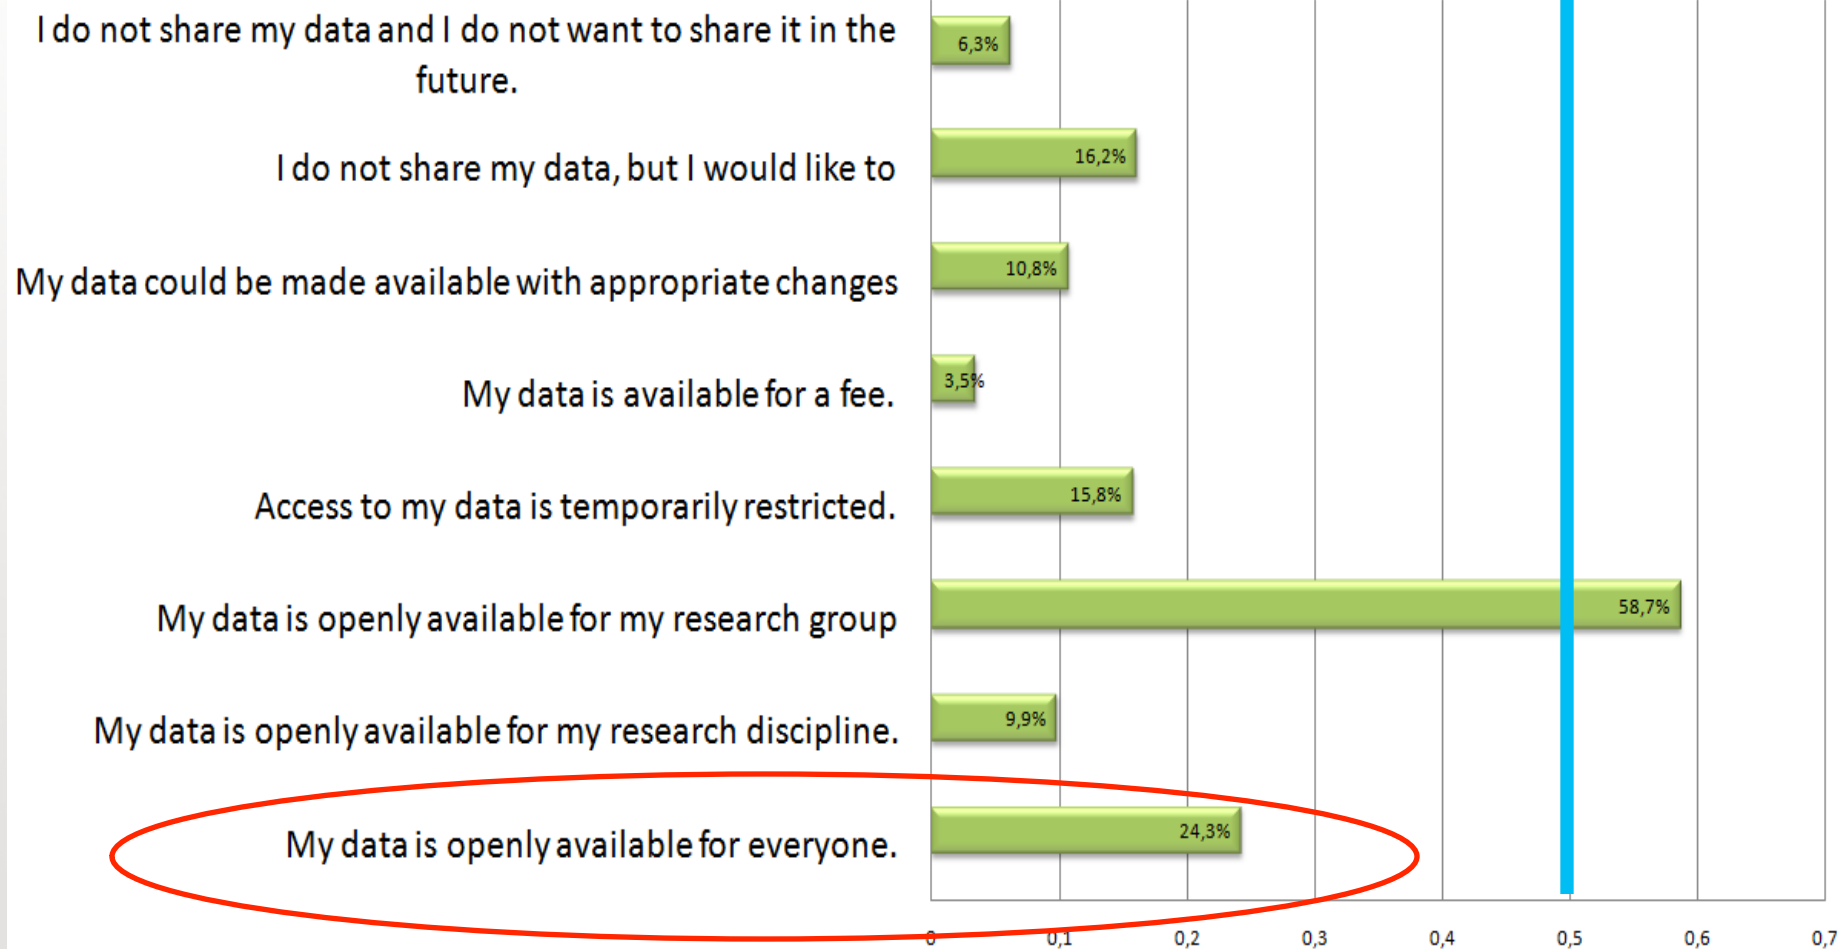 I do not share my data and I do not want to share it in the
future.
6,3%
I do not share my data, but I would like to
16,2%
My data could be made available with appropriate changes
10,8%
My data is available for a fee.
3,5%
Access to my data is temporarily restricted.
15,8%
My data is openly available for my research group
58,7%
My data is openly available for my research discipline.
9,9%
My data is openly available for everyone.
24,3%
0 0,1 0,2 0,3 0,4 0,5 0,6 0,7